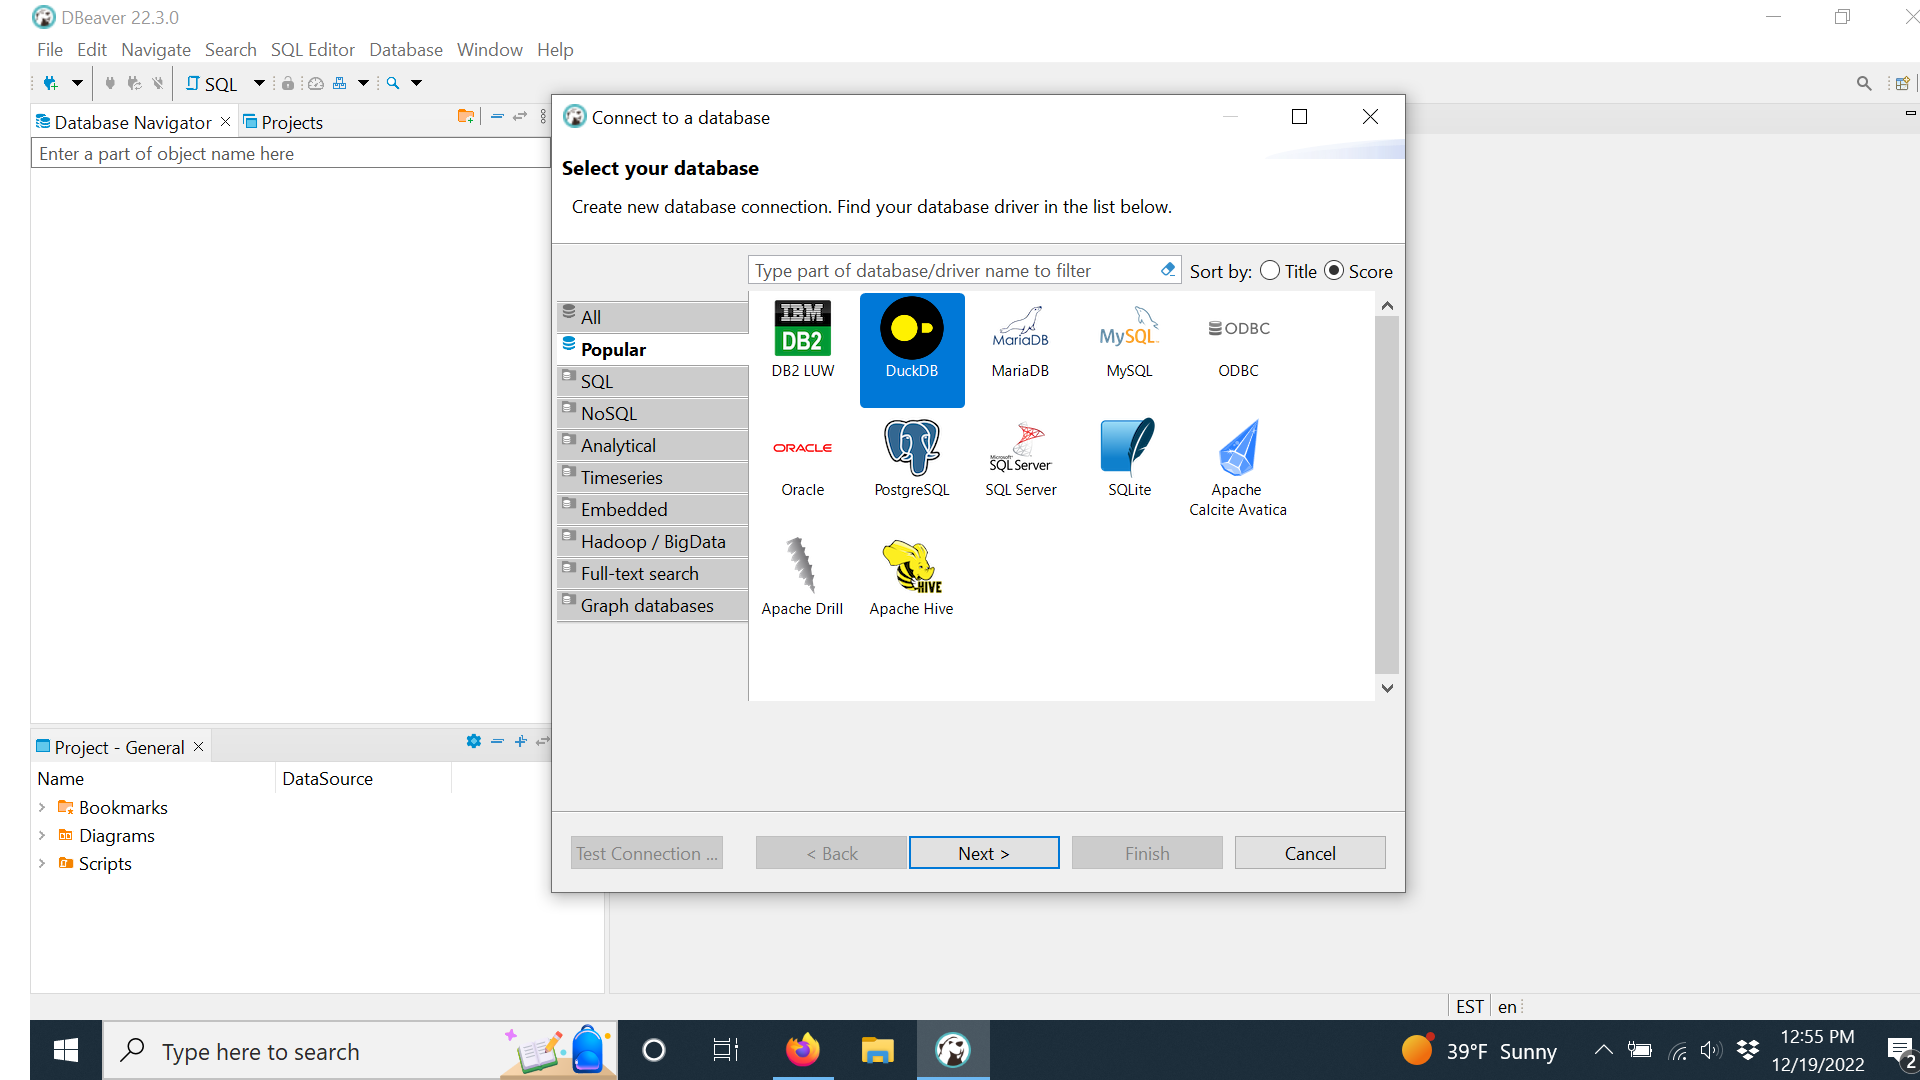 DBeaver 22.3.0
File Edit Navigate Search SQL Editor Database Window Help
SQL
Database Navigator
Projects
Enter a part of object name here
Connect to a database
Select your database
Create new database connection. Find your database driver in the list below.
Type part of database/driver name to filter
Sort by: Title Score
All
Popular
SQL
NoSQL
Analytical
Timeseries
Embedded
Hadoop / BigData
Full-text search
Graph databases
IBM
DB2
DB2 LUW
DuckDB
MariaDB
MariaDB
MySQL
MySQL
ODBC
ODBC
ORACLE
Oracle
PostgreSQL
Microsoft
SQL Server
SQL Server
SQLite
Apache
Calcite Avatica
Apache Drill
HIVE
Apache Hive
Test Connection ...
< Back
Next >
Finish
Cancel
Project - General
Name DataSource
Bookmarks
Diagrams
Scripts
EST en
Type here to search
39°F Sunny
12:55 PM
12/19/2022
2